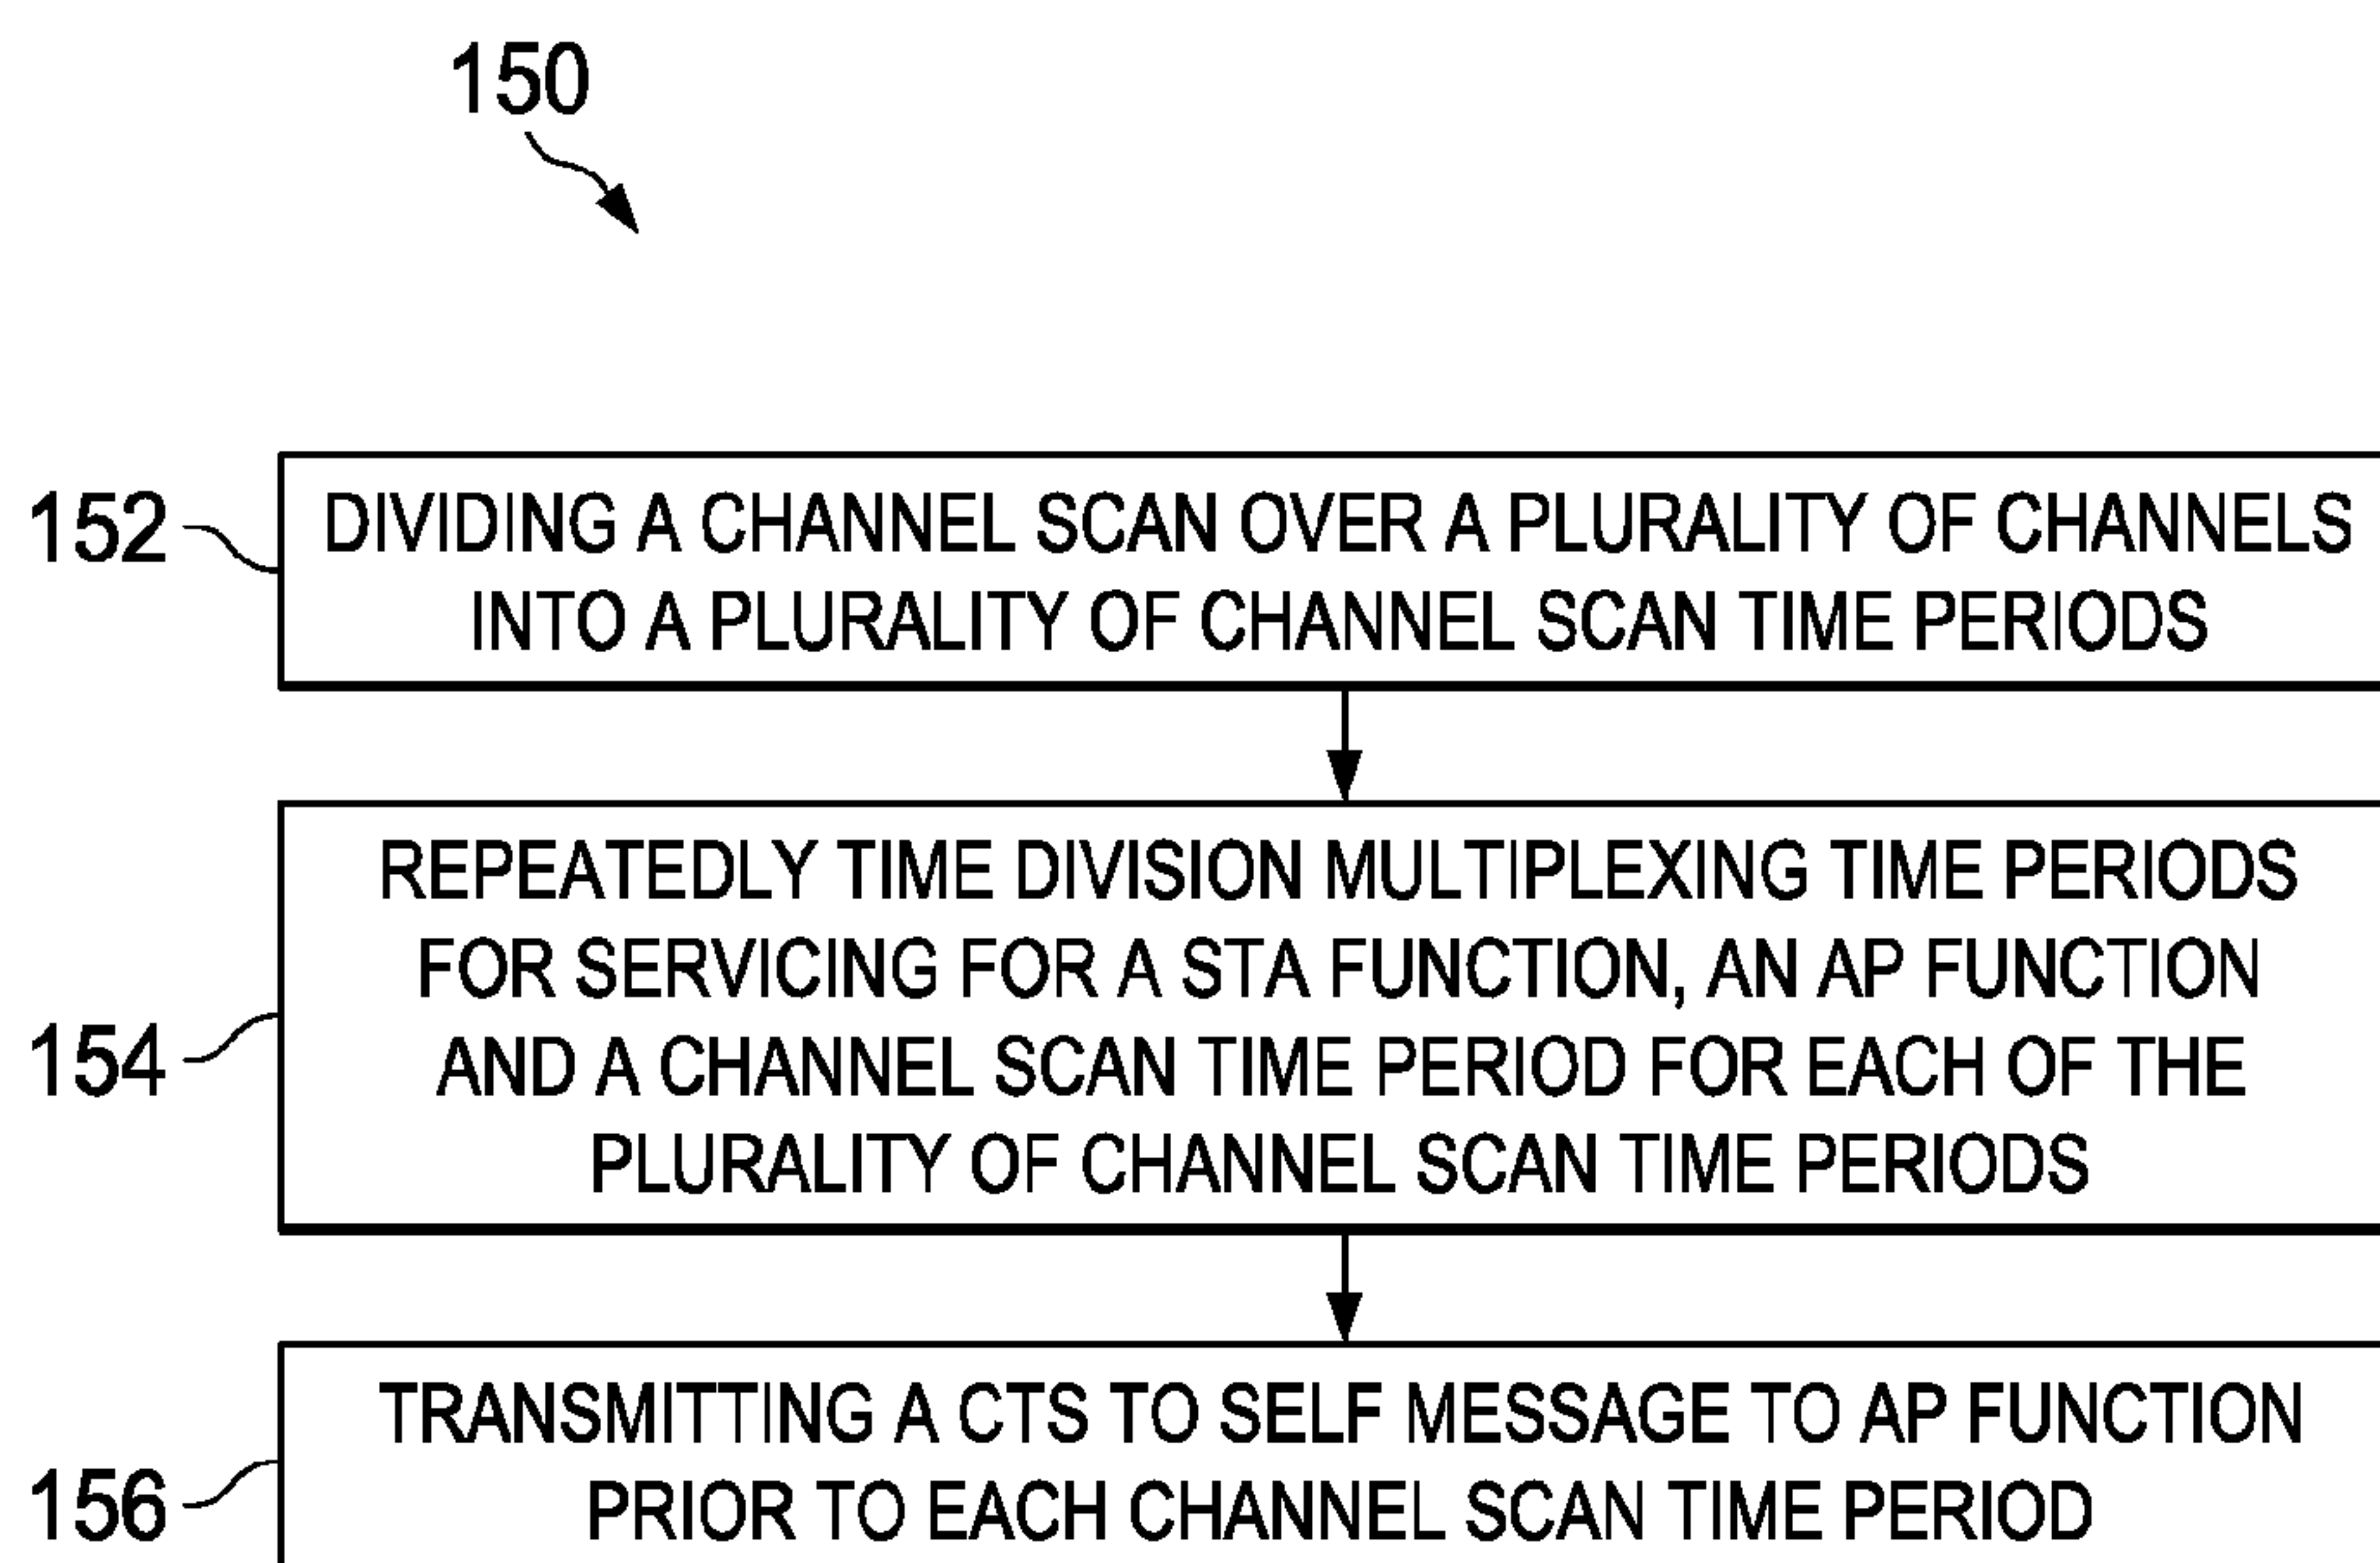 150
152
DIVIDING A CHANNEL SCAN OVER A PLURALITY OF CHANNELS
INTO A PLURALITY OF CHANNEL SCAN TIME PERIODS
154
REPEATEDLY TIME DIVISION MULTIPLEXING TIME PERIODS
FOR SERVICING FOR A STA FUNCTION, AN AP FUNCTION
AND A CHANNEL SCAN TIME PERIOD FOR EACH OF THE
PLURALITY OF CHANNEL SCAN TIME PERIODS
156
TRANSMITTING A CTS TO SELF MESSAGE TO AP FUNCTION
PRIOR TO EACH CHANNEL SCAN TIME PERIOD